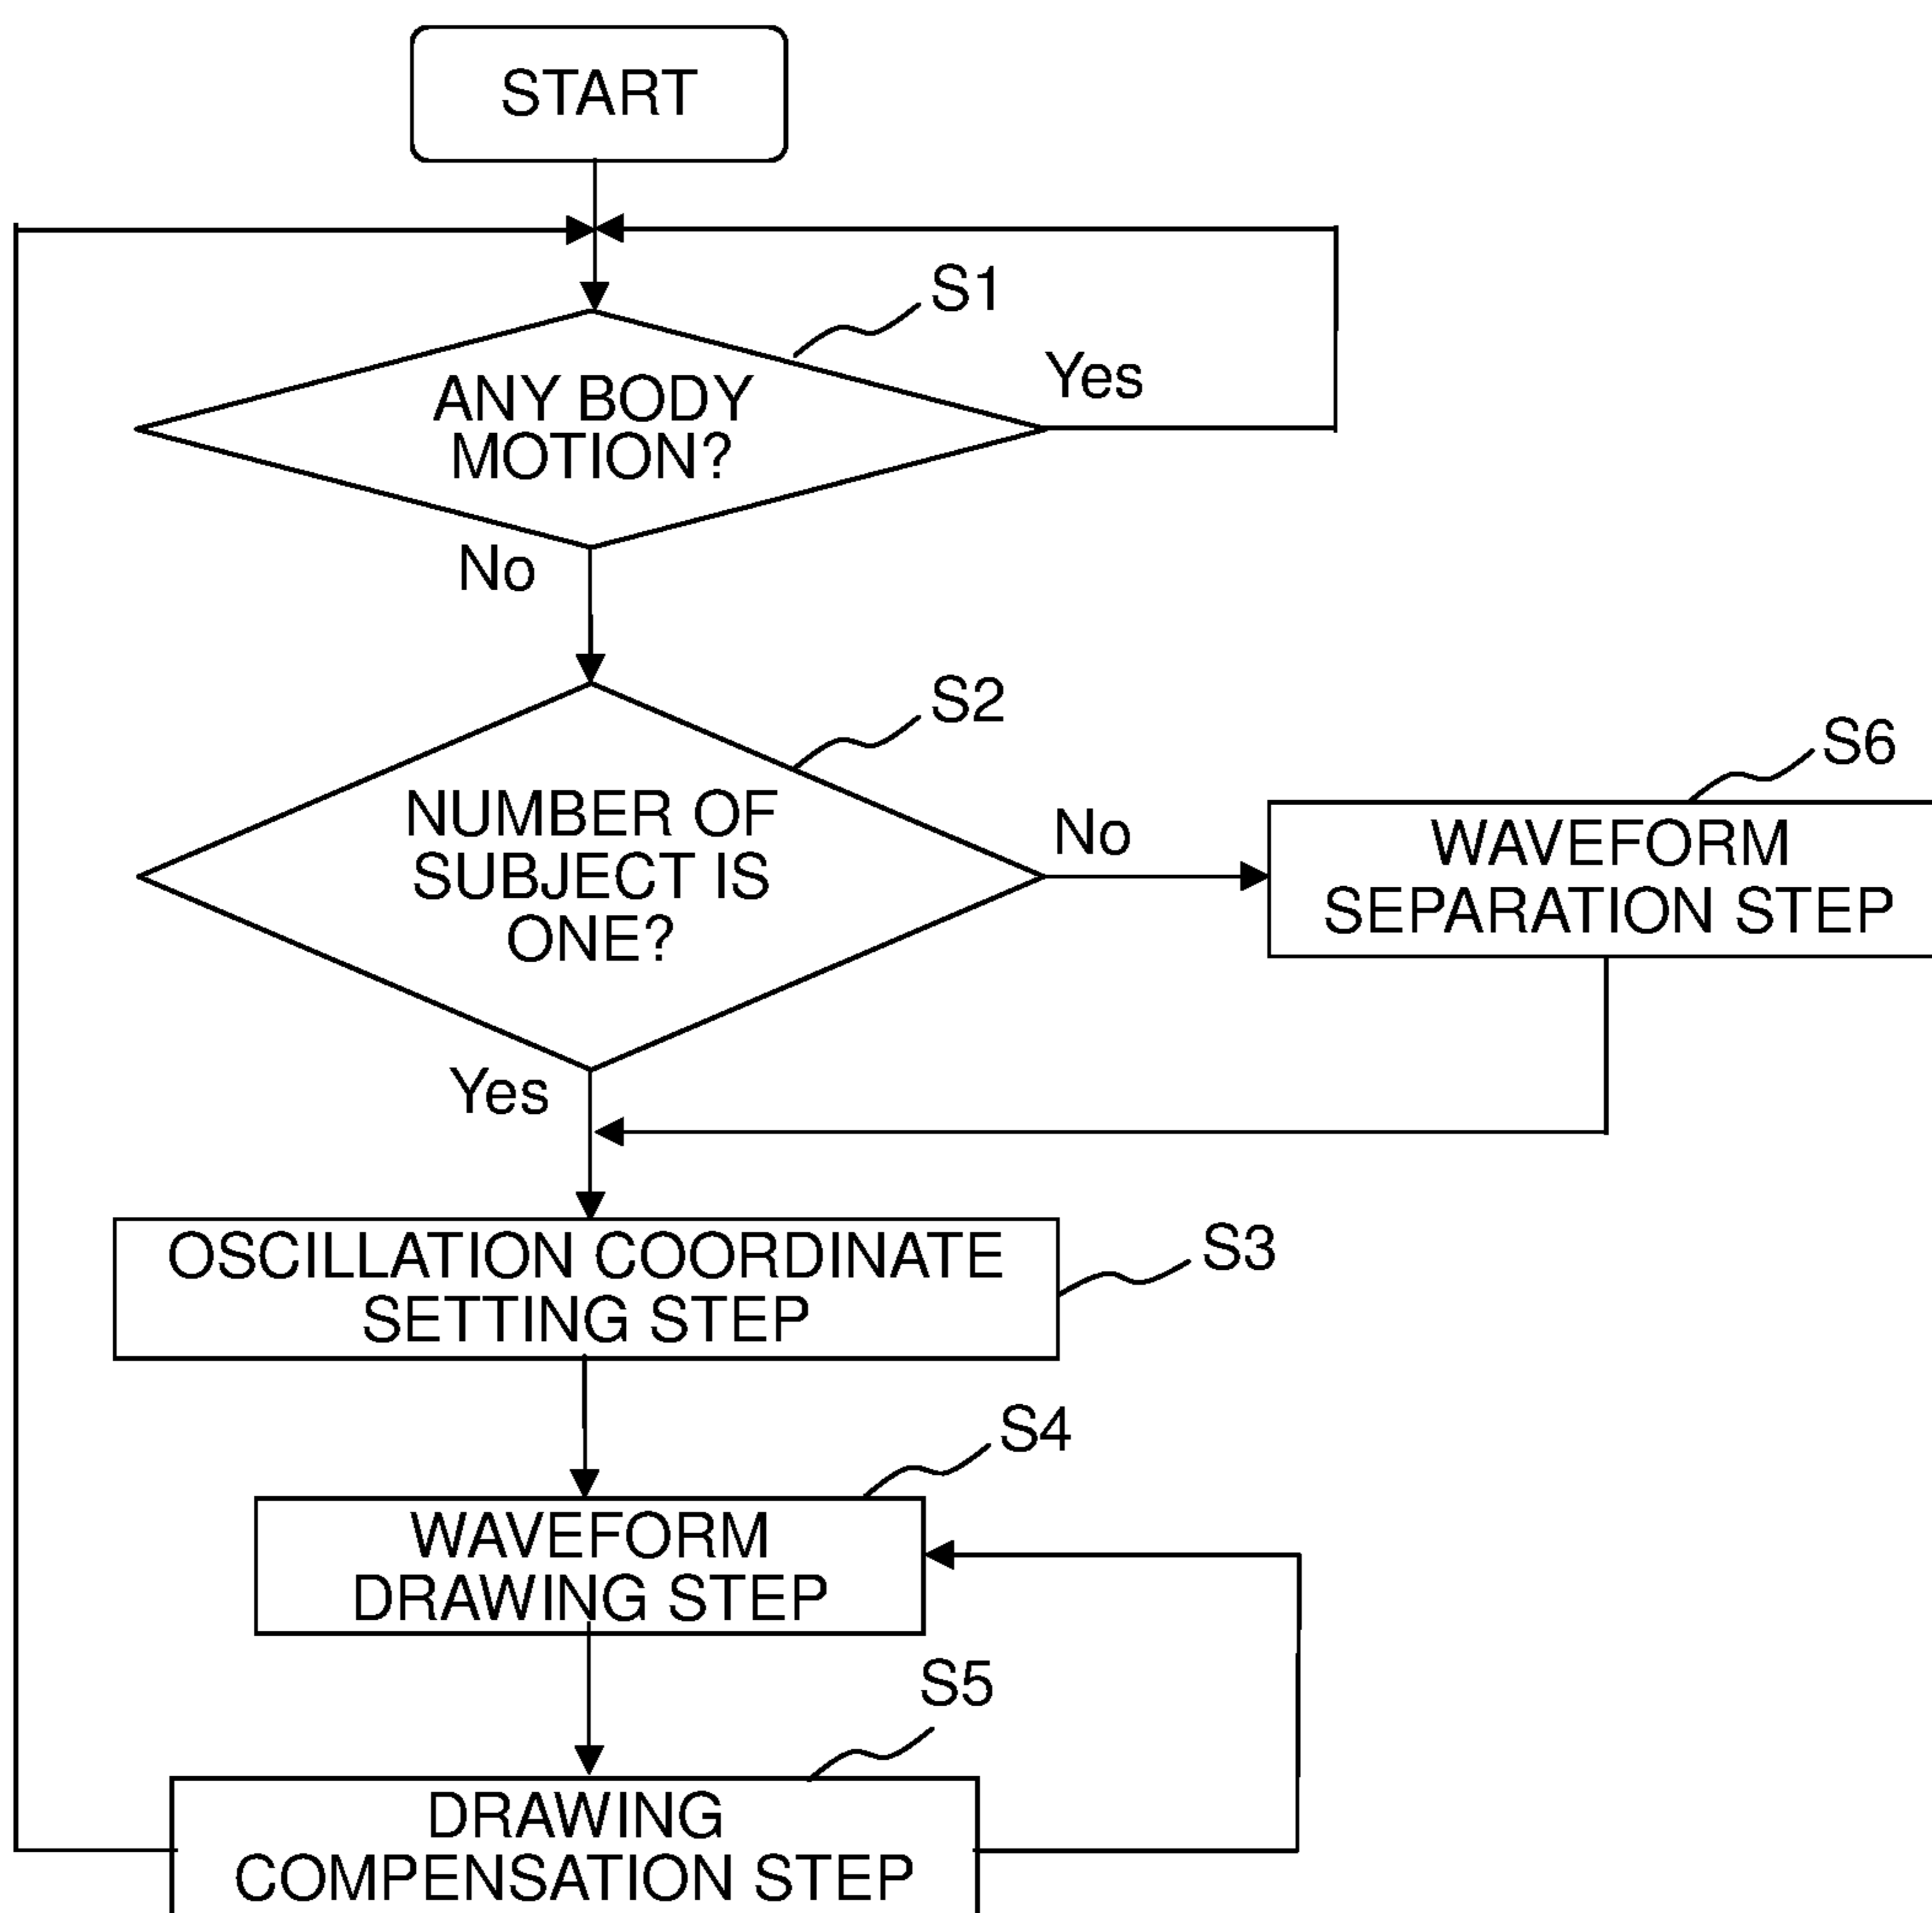 START
S1
ANY BODY
MOTION?
Yes
No
S2
NUMBER OF
SUBJECT IS
ONE?
No
S6
WAVEFORM
SEPARATION STEP
Yes
OSCILLATION COORDINATE
SETTING STEP
S3
S4
WAVEFORM
DRAWING STEP
S5
DRAWING
COMPENSATION STEP